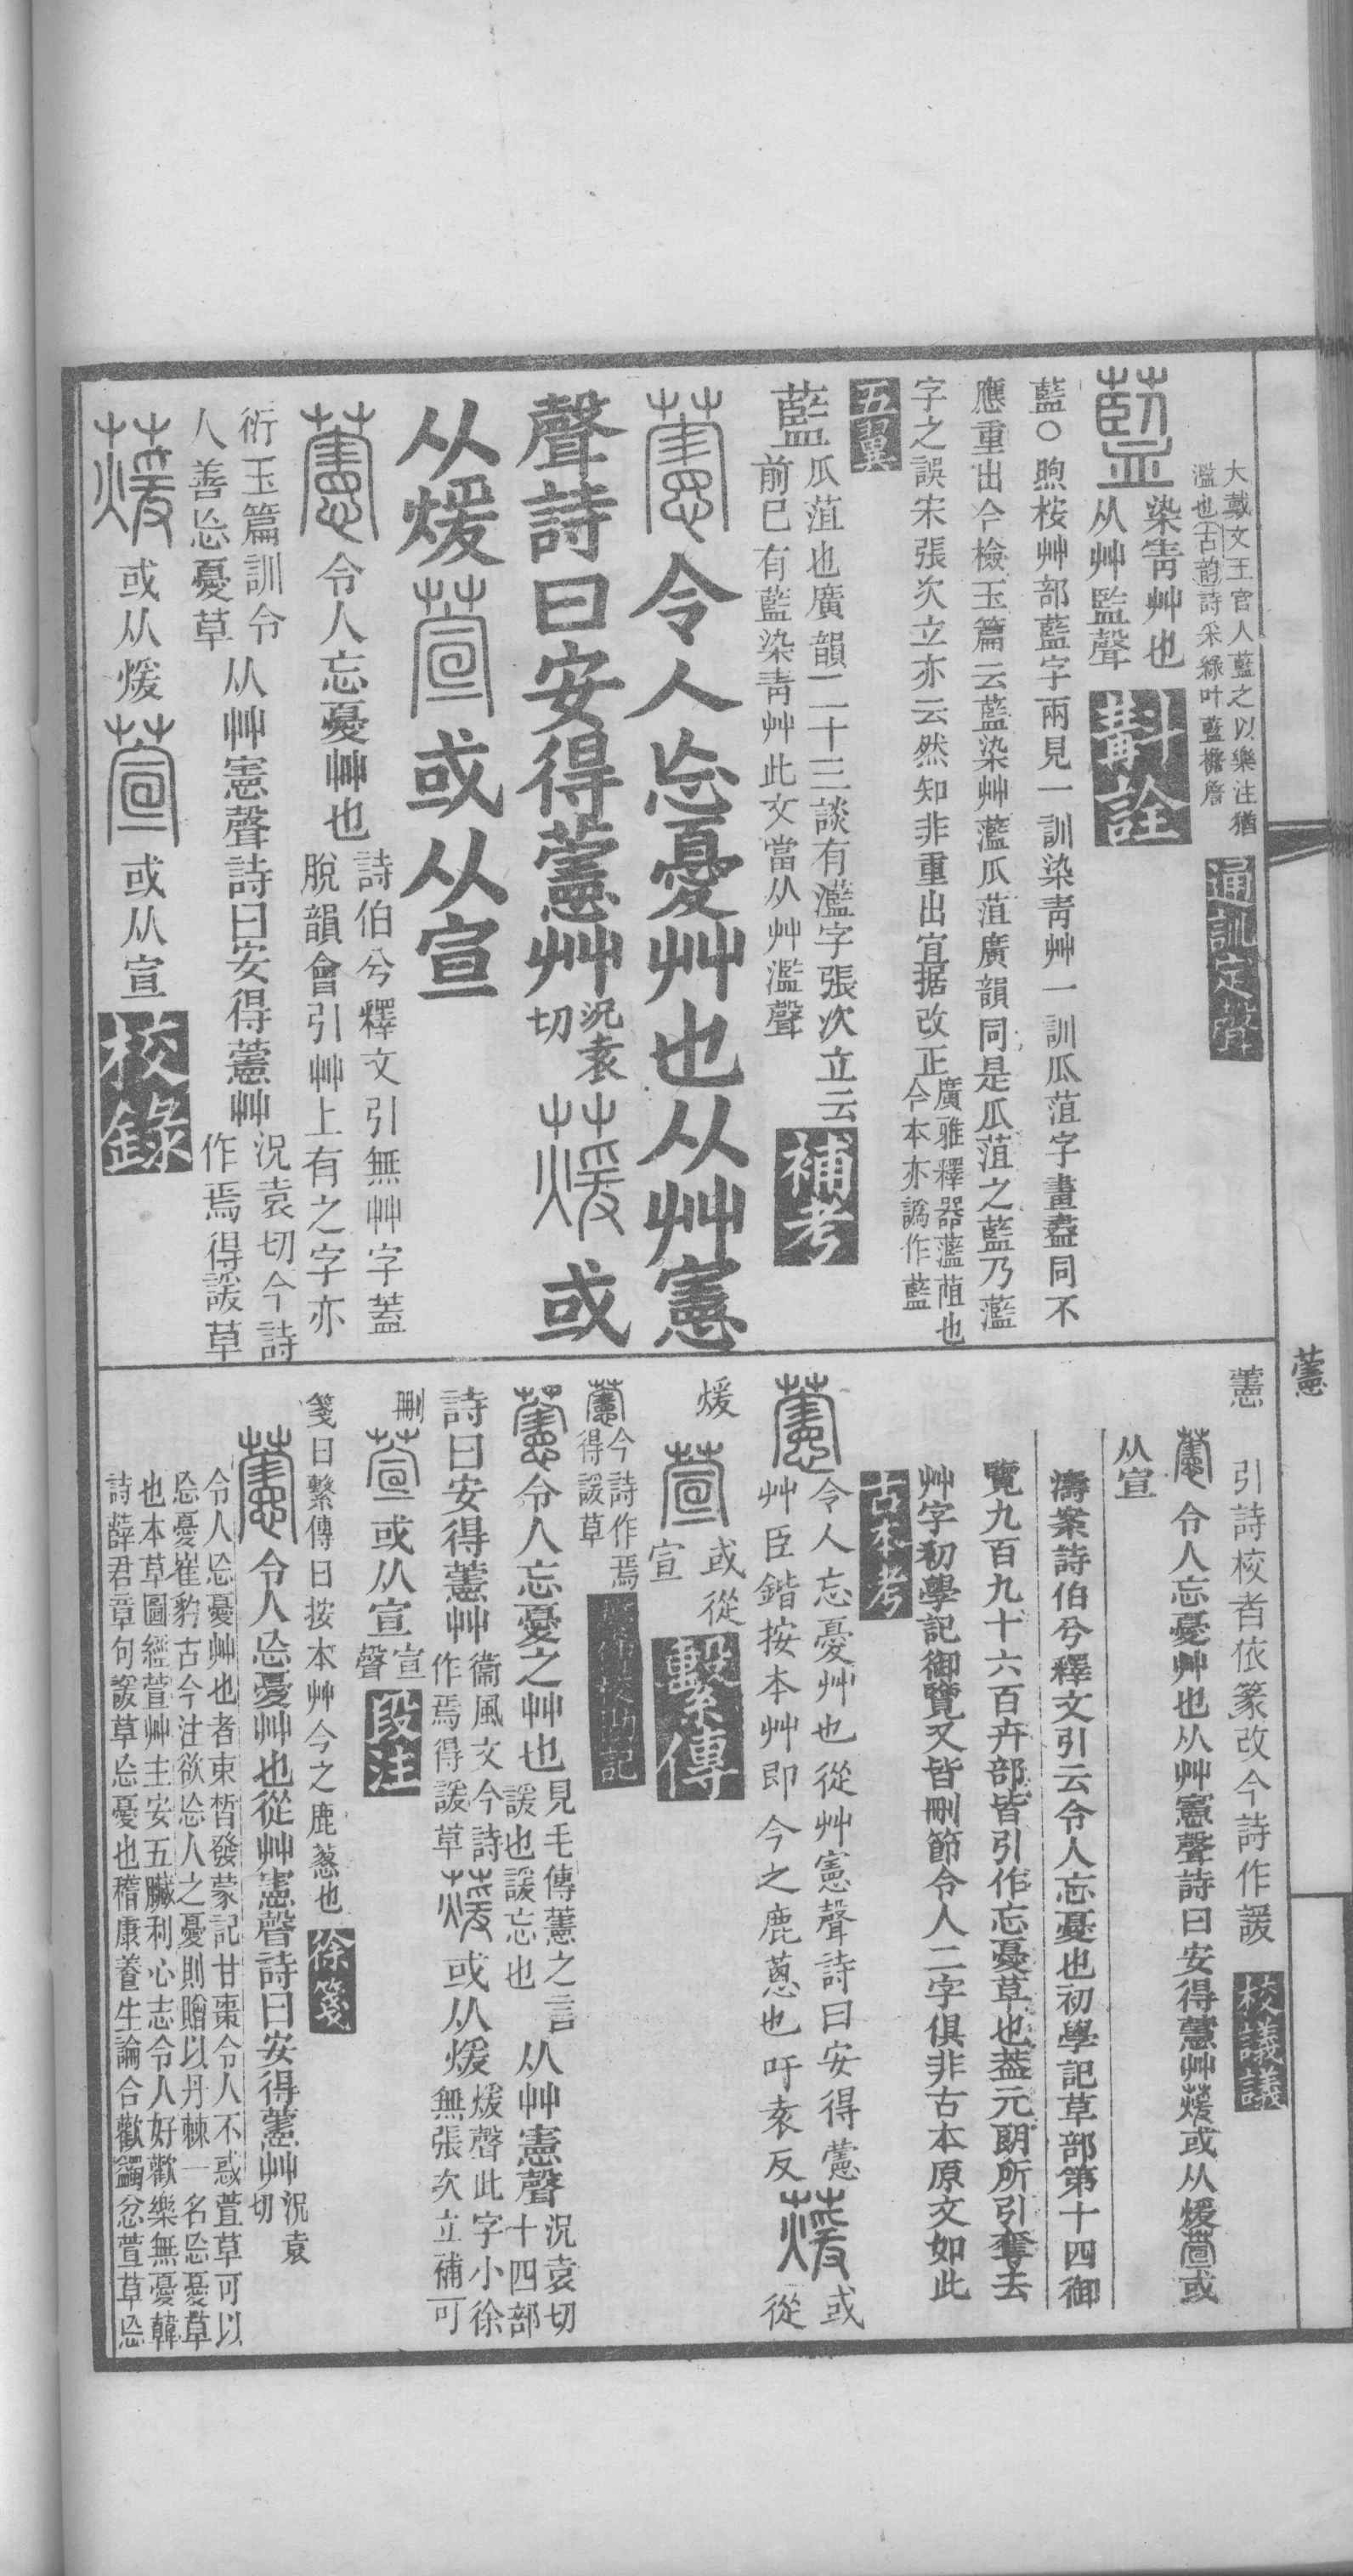 大戴文王官人藍之以樂注猶
濫也古韵詩采綠叶藍襜詹
通訓定聲
藍
染青艸也
从艸監聲
斠詮
藍○煦桉艸部藍字兩見一訓染青艸一訓瓜菹字畫盡同不
應重出今檢玉篇云藍染艸蘫瓜菹廣韻同是瓜菹之藍乃蘫
字之誤宋張次立亦云然知非重出宜据改正
廣雅釋器蘫葅也
今本亦譌作藍
五翼
藍
瓜菹也廣韻二十三談有蘫字張次立云
前已有藍染青艸此文當从艸濫聲
補考
藼令人忘憂艸也从艸憲
聲詩曰安得藼艸
況袁
切
蕿或
从煖萱或从宣
藼令人忘憂艸也
詩伯兮釋文引無艸字蓋
脫韻會引艸上有之字亦
衍玉篇訓令
人善忘憂草
从艸憲聲詩曰安得藼艸
況袁切今詩
作焉得諼草
蕿或从煖萱或从宣
校錄
藼
引詩校者依篆改今詩作諼
校議議
藼令人忘憂艸也从艸憲聲詩曰安得藼艸蕿或从煖萱或
从宣
濤案詩伯兮釋文引云令人忘憂也初學記草部第十四御
覽九百九十六百卉部皆引作忘憂草也葢元朗所引奪去
艸字初學記御覽又皆刪節令人二字俱非古本原文如此
古本考
藼
令人忘憂艸也從艸憲聲詩曰安得藼
艸臣鍇按本艸即今之鹿蔥也吁袁反
蕿
或
從
煖
萱
或從
宣
繫傳
藼
今詩作焉
得諼草
繫傳校勘記
藼令人忘憂之艸也
見毛傳藼之言
諼也諼忘也
从艸憲聲
況袁切
十四部
詩曰安得藼艸
衞風文今詩
作焉得諼草
蕿或从煖
煖聲此字小徐
無張次立補可
刪
萱或从宣
宣
聲
段注
箋曰繫傳曰按本艸今之鹿葱也
徐箋
藼令人忘憂艸也從艸憲聲詩曰安得藼艸
況袁
切
令人忘憂艸也者束晳發蒙記甘棗令人不惑萱草可以
忘憂崔豹古今注欲忘人之憂則贈以丹棘一名忘憂草
也本草圖經萱艸主安五臟利心志令人好歡樂無憂韓
詩薛君章句諼草忘憂也嵇康養生論合歡蠲忿萱草忘
藼